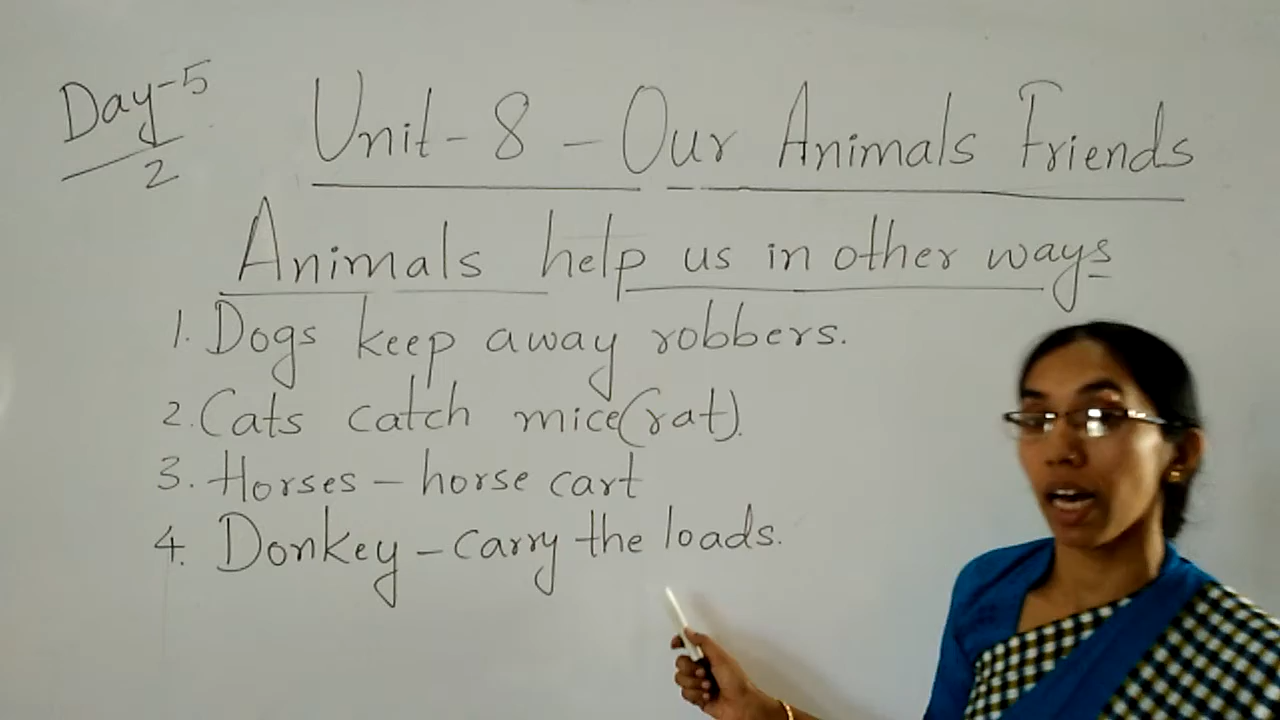 Day-5
2
Unit-8-Our Animals Friends
Animals help us in other ways
1. Dogs keep away robbers.
2. Cats catch mice(rat).
3. Horses - horse cart
4. Donkey - carry the loads.